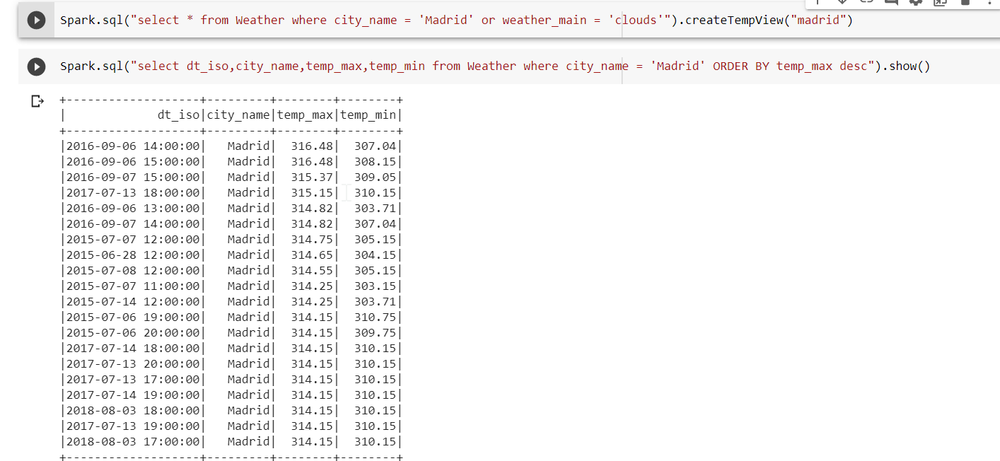 Spark.sql("select * from Weather where city_name = 'Madrid' or weather_main = 'clouds'").createTempView("madrid")
Spark.sql("select dt_iso,city_name,temp_max,temp_min from Weather where city_name = 'Madrid' ORDER BY temp_max desc").show()
+-------------------+---------+--------+--------+
|             dt_iso|city_name|temp_max|temp_min|
+-------------------+---------+--------+--------+
|2016-09-06 14:00:00|   Madrid|  316.48|  307.04|
|2016-09-06 15:00:00|   Madrid|  316.48|  308.15|
|2016-09-07 15:00:00|   Madrid|  315.37|  309.05|
|2017-07-13 18:00:00|   Madrid|  315.15|  310.15|
|2016-09-06 13:00:00|   Madrid|  314.82|  303.71|
|2016-09-07 14:00:00|   Madrid|  314.82|  307.04|
|2015-07-07 12:00:00|   Madrid|  314.75|  305.15|
|2015-06-28 12:00:00|   Madrid|  314.65|  304.15|
|2015-07-08 12:00:00|   Madrid|  314.55|  305.15|
|2015-07-07 11:00:00|   Madrid|  314.25|  303.15|
|2015-07-14 12:00:00|   Madrid|  314.25|  303.71|
|2015-07-06 19:00:00|   Madrid|  314.15|  310.75|
|2015-07-06 20:00:00|   Madrid|  314.15|  309.75|
|2017-07-14 18:00:00|   Madrid|  314.15|  310.15|
|2017-07-13 20:00:00|   Madrid|  314.15|  310.15|
|2017-07-13 17:00:00|   Madrid|  314.15|  310.15|
|2017-07-14 19:00:00|   Madrid|  314.15|  310.15|
|2018-08-03 18:00:00|   Madrid|  314.15|  310.15|
|2017-07-13 19:00:00|   Madrid|  314.15|  310.15|
|2018-08-03 17:00:00|   Madrid|  314.15|  310.15|
+-------------------+---------+--------+--------+